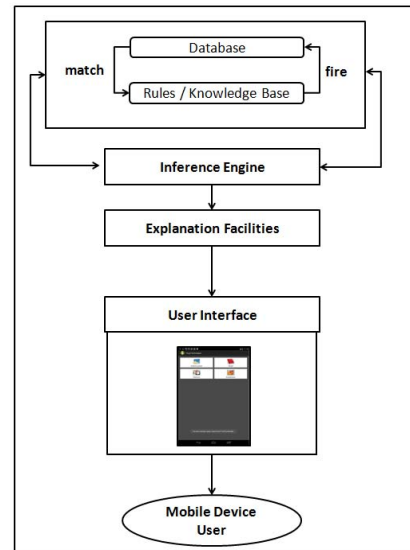 Database
match
fire
Rules / Knowledge Base
Inference Engine
Explanation Facilities
User Interface
Mobile Device
User